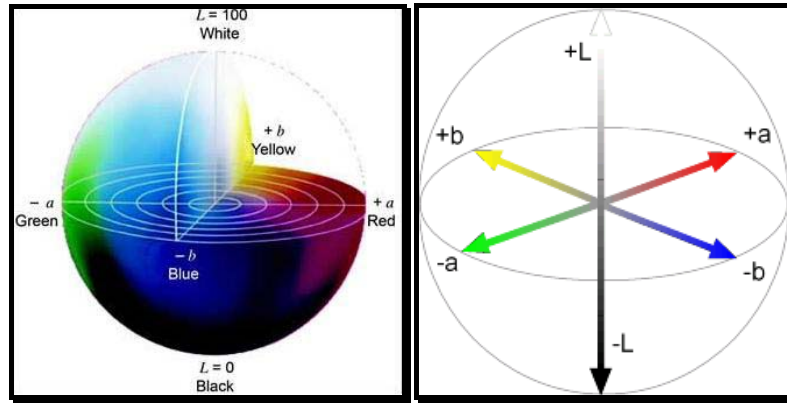 L = 100
White
+ b
Yellow
- a
Green
+ a
Red
- b
Blue
L = 0
Black
+L
+b
+a
-a
-b
-L